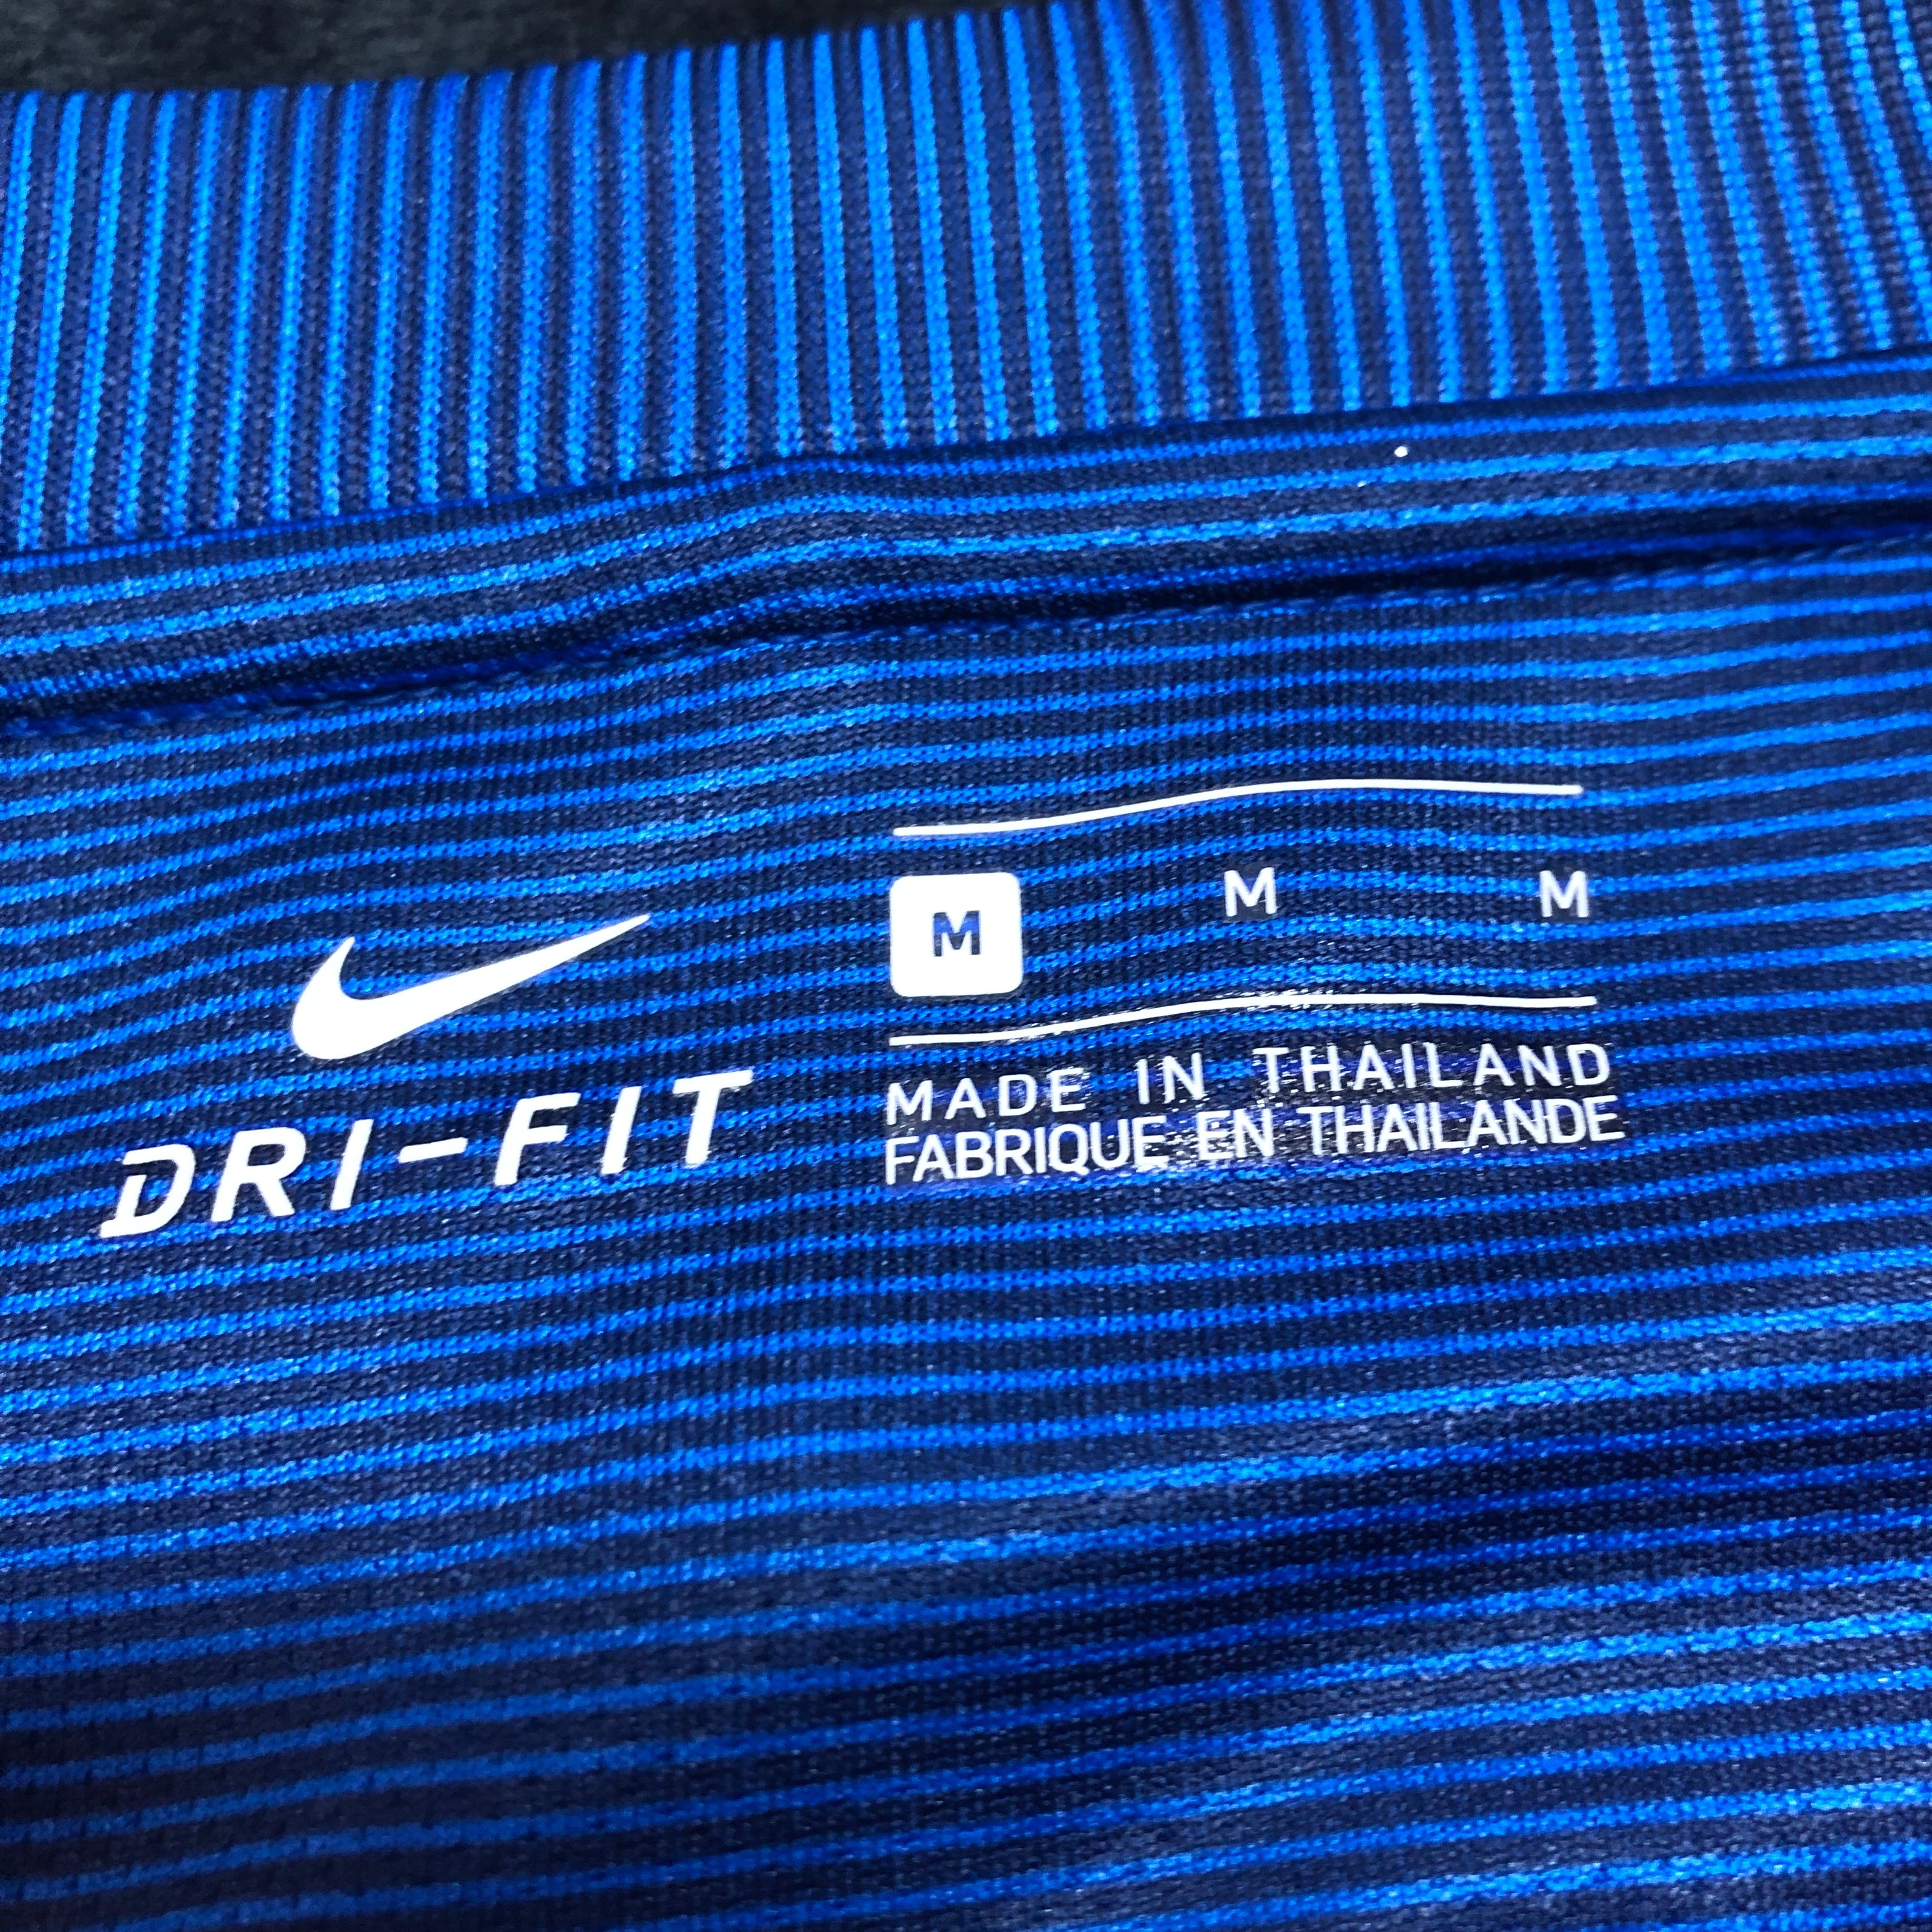 DRI-FIT
M M M
MADE IN THAILAND
FABRIQUE EN THAILANDE